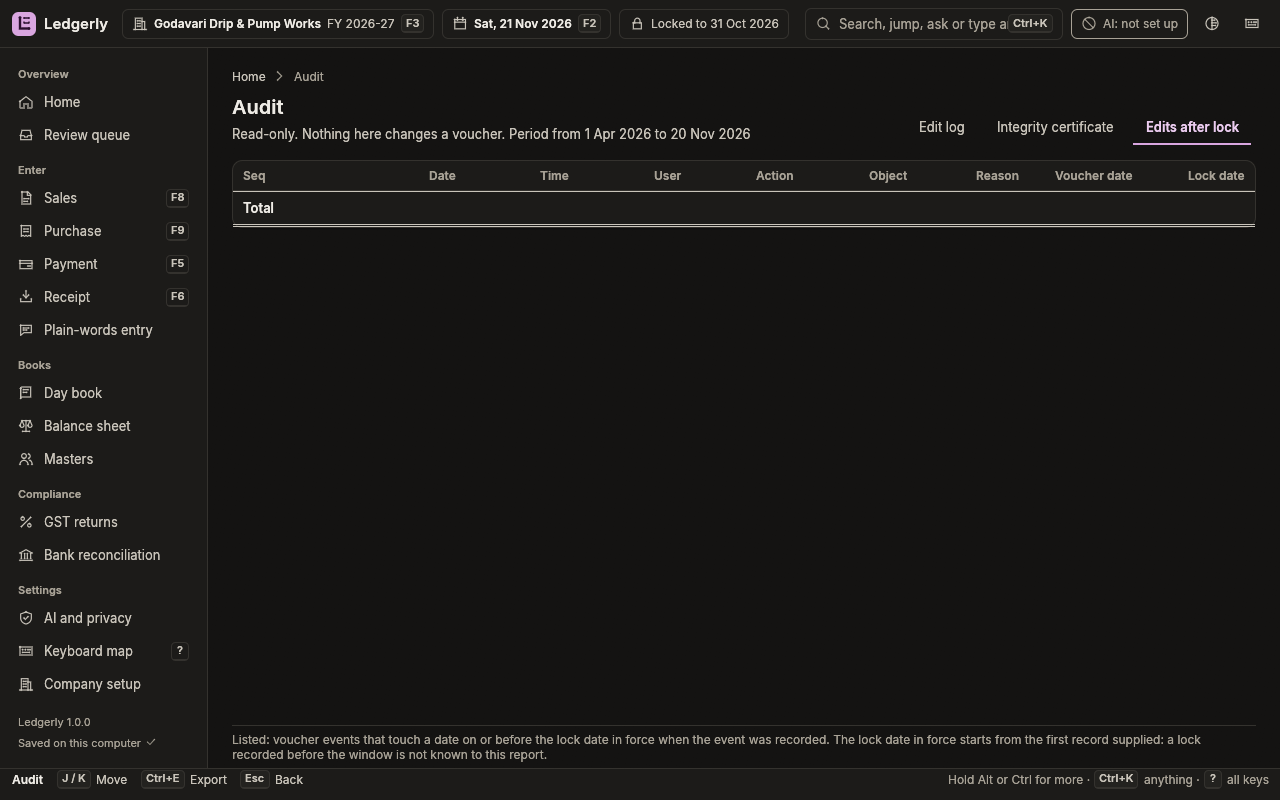 Ledgerly
Godavari Drip & Pump Works FY 2026-27 F3
Sat, 21 Nov 2026 F2
Locked to 31 Oct 2026
Search, jump, ask or type a Ctrl+K
AI: not set up
Overview
Home
Review queue
Enter
Sales F8
Purchase F9
Payment F5
Receipt F6
Plain-words entry
Books
Day book
Balance sheet
Masters
Compliance
GST returns
Bank reconciliation
Settings
AI and privacy
Keyboard map ?
Company setup
Ledgerly 1.0.0
Saved on this computer
Home Audit
Audit
Read-only. Nothing here changes a voucher. Period from 1 Apr 2026 to 20 Nov 2026
Edit log Integrity certificate Edits after lock
Seq Date Time User Action Object Reason Voucher date Lock date
Total
Listed: voucher events that touch a date on or before the lock date in force when the event was recorded. The lock date in force starts from the first record supplied: a lock
recorded before the window is not known to this report.
Audit J / K Move Ctrl+E Export Esc Back
Hold Alt or Ctrl for more · Ctrl+K anything · ? all keys